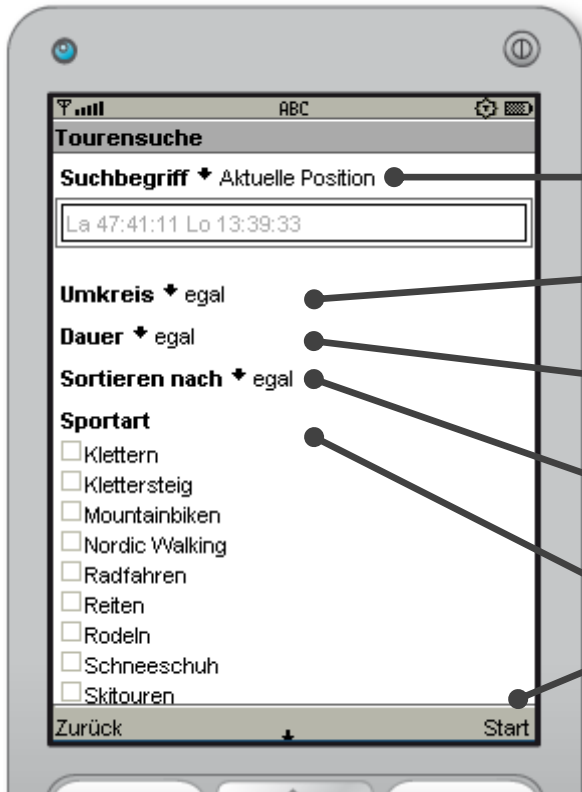 ABC
Tourensuche
Suchbegriff Aktuelle Position
La 47:41:11 Lo 13:39:33
Umkreis egal
Dauer egal
Sortieren nach egal
Sportart
Klettern
Klettersteig
Mountainbiken
Nordic Walking
Radfahren
Reiten
Rodeln
Schneeschuh
Skitouren
Zurück Start